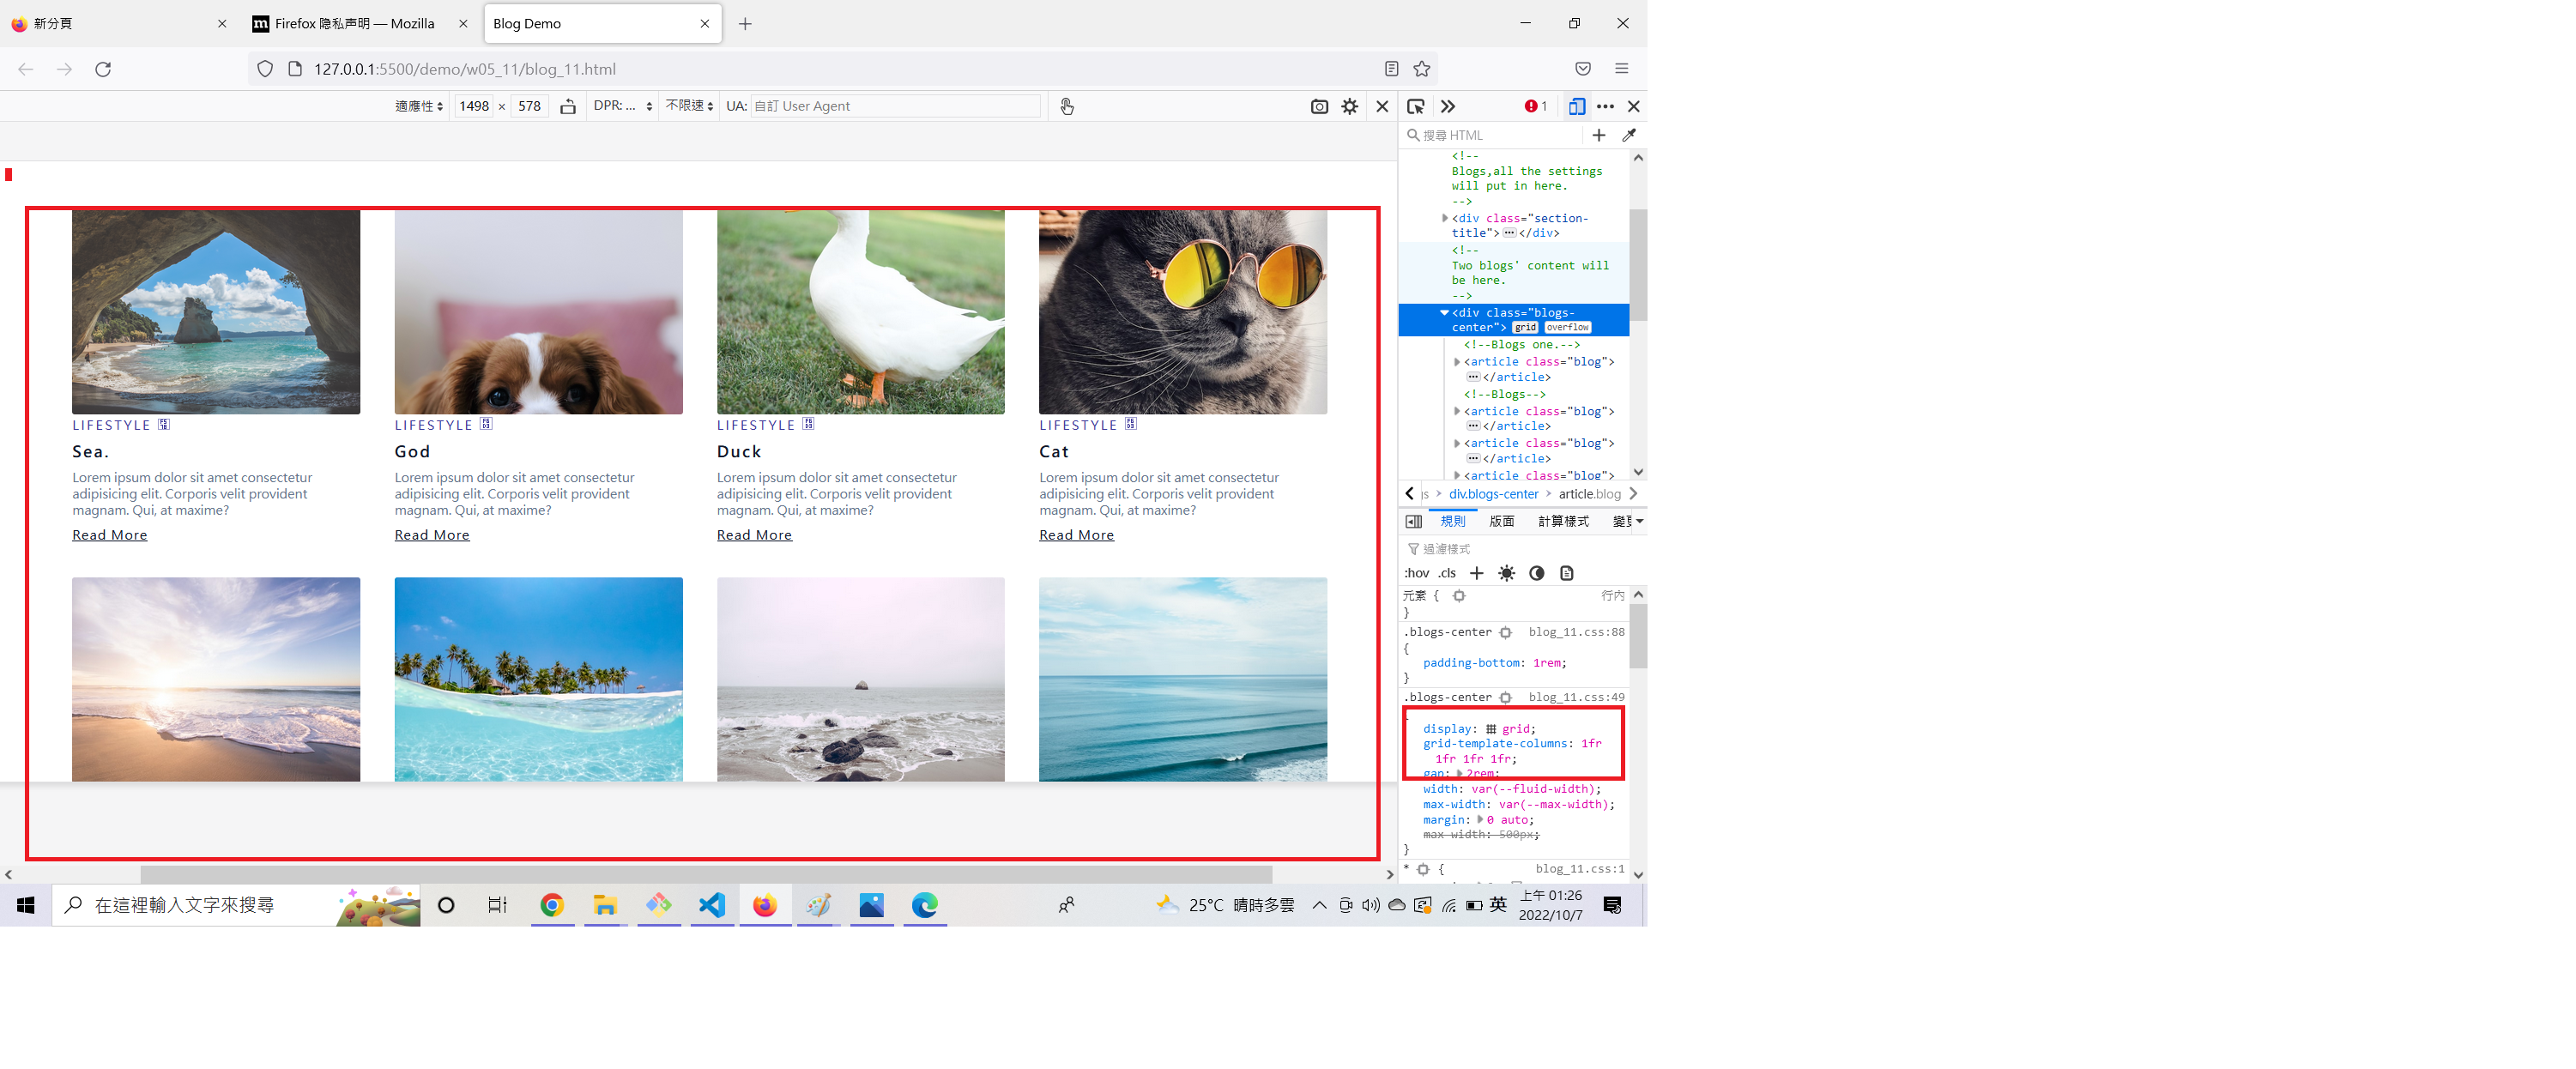 新分頁
Firefox 隐私声明 — Mozilla
Blog Demo
127.0.0.1:5500/demo/w05_11/blog_11.html
適應性
1498 × 578
DPR: ...
不限速
UA: 自訂 User Agent
1
搜尋 HTML
<!--
Blogs,all the settings
will put in here.
-->
<div class="section-
title"></div>
<!--
Two blogs' content will
be here.
-->
<div class="blogs-
center"> grid overflow
<!--Blogs one.-->
<article class="blog">
</article>
<!--Blogs-->
<article class="blog">
</article>
<article class="blog">
</article>
<article class="blog">
div.blogs-center > article.blog
規則 版面 計算樣式
過濾樣式
:hov .cls
元素 { 行內
}
.blogs-center blog_11.css:88
{
padding-bottom: 1rem;
}
.blogs-center blog_11.css:49
display: grid;
grid-template-columns: 1fr
1fr 1fr 1fr;
gap: 2rem;
width: var(--fluid-width);
max-width: var(--max-width);
margin: 0 auto;
max-width: 500px;
}
* { blog_11.css:1
LIFESTYLE
Sea.
Lorem ipsum dolor sit amet consectetur
adipisicing elit. Corporis velit provident
magnam. Qui, at maxime?
Read More
LIFESTYLE
God
Lorem ipsum dolor sit amet consectetur
adipisicing elit. Corporis velit provident
magnam. Qui, at maxime?
Read More
LIFESTYLE
Duck
Lorem ipsum dolor sit amet consectetur
adipisicing elit. Corporis velit provident
magnam. Qui, at maxime?
Read More
LIFESTYLE
Cat
Lorem ipsum dolor sit amet consectetur
adipisicing elit. Corporis velit provident
magnam. Qui, at maxime?
Read More
在這裡輸入文字來搜尋
25°C 晴時多雲
英
上午 01:26
2022/10/7